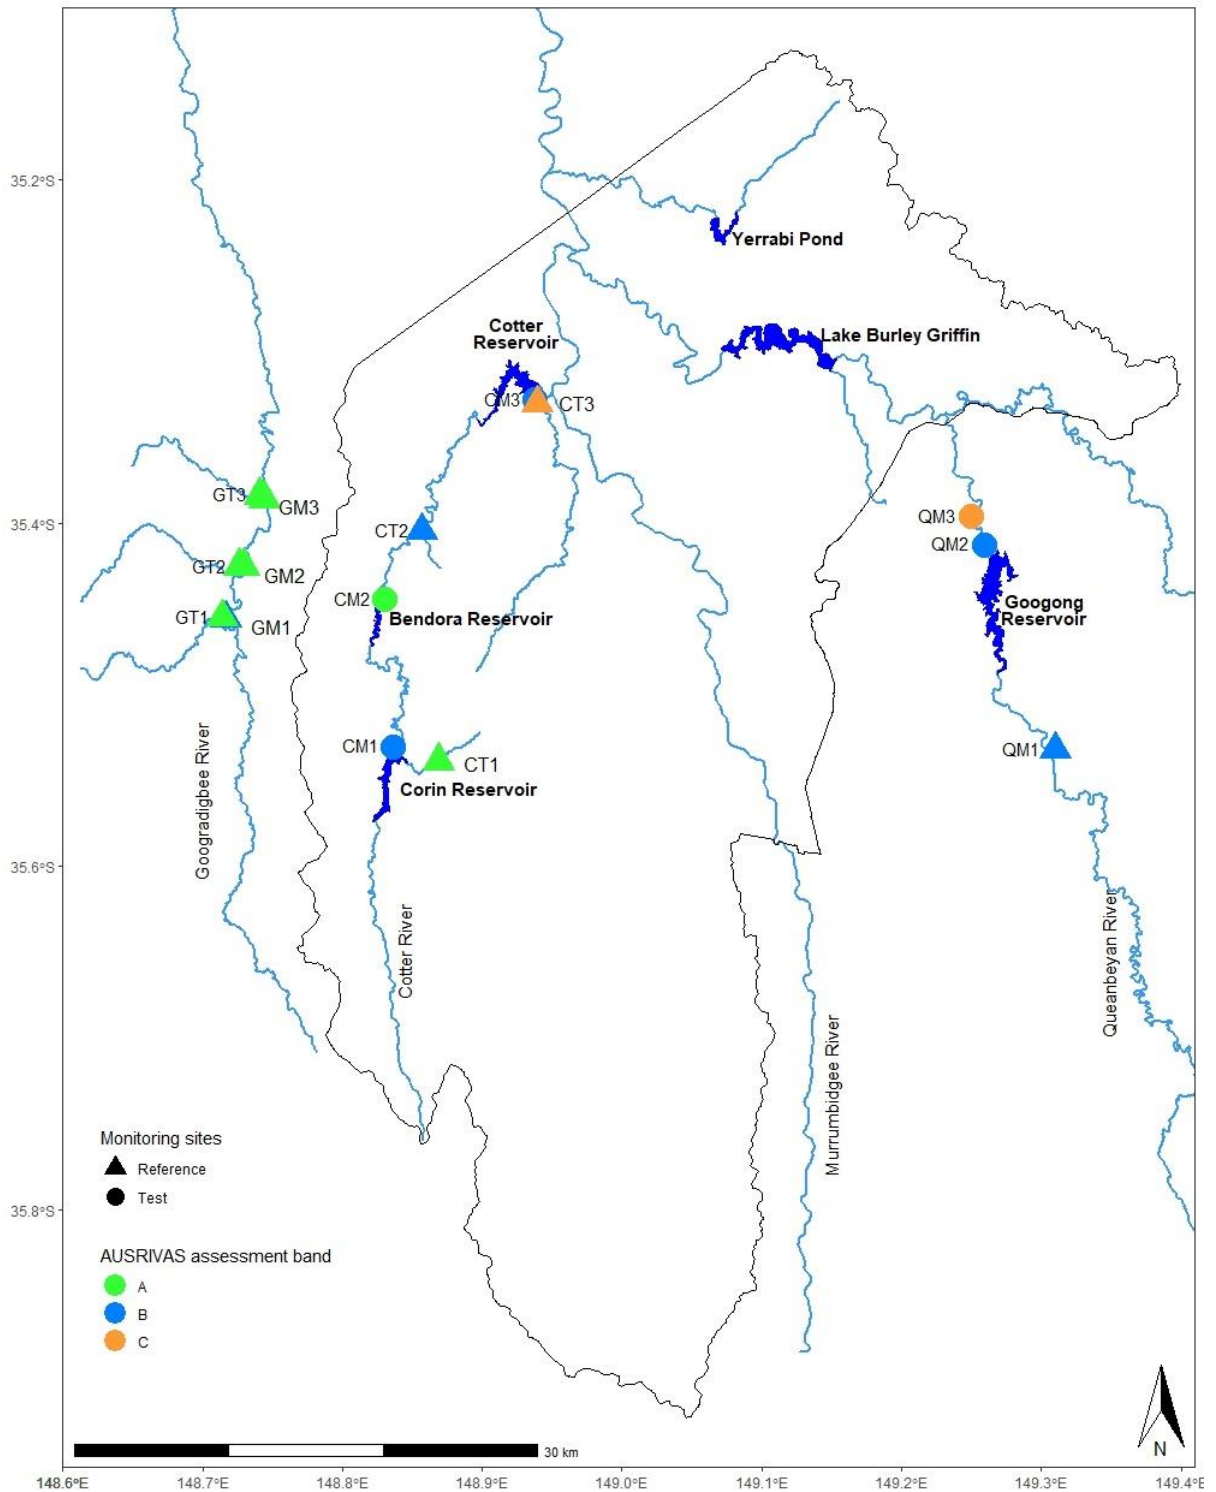 35.2°S
Yerrabi Pond
Cotter
Reservoir
Lake Burley Griffin
CM3
CT3
GT3
GM3
35.4°S
CT2
QM3
QM2
GT2
GM2
CM2
Bendora Reservoir
Googong
Reservoir
GT1
GM1
CM1
CT1
QM1
Corin Reservoir
Googradigbee River
35.6°S
Cotter River
Queanbeyan River
Murrumbidgee River
Monitoring sites
Reference
Test
35.8°S
AUSRIVAS assessment band
A
B
C
30 km
N
148.6°E
148.7°E
148.8°E
148.9°E
149.0°E
149.1°E
149.2°E
149.3°E
149.4°E